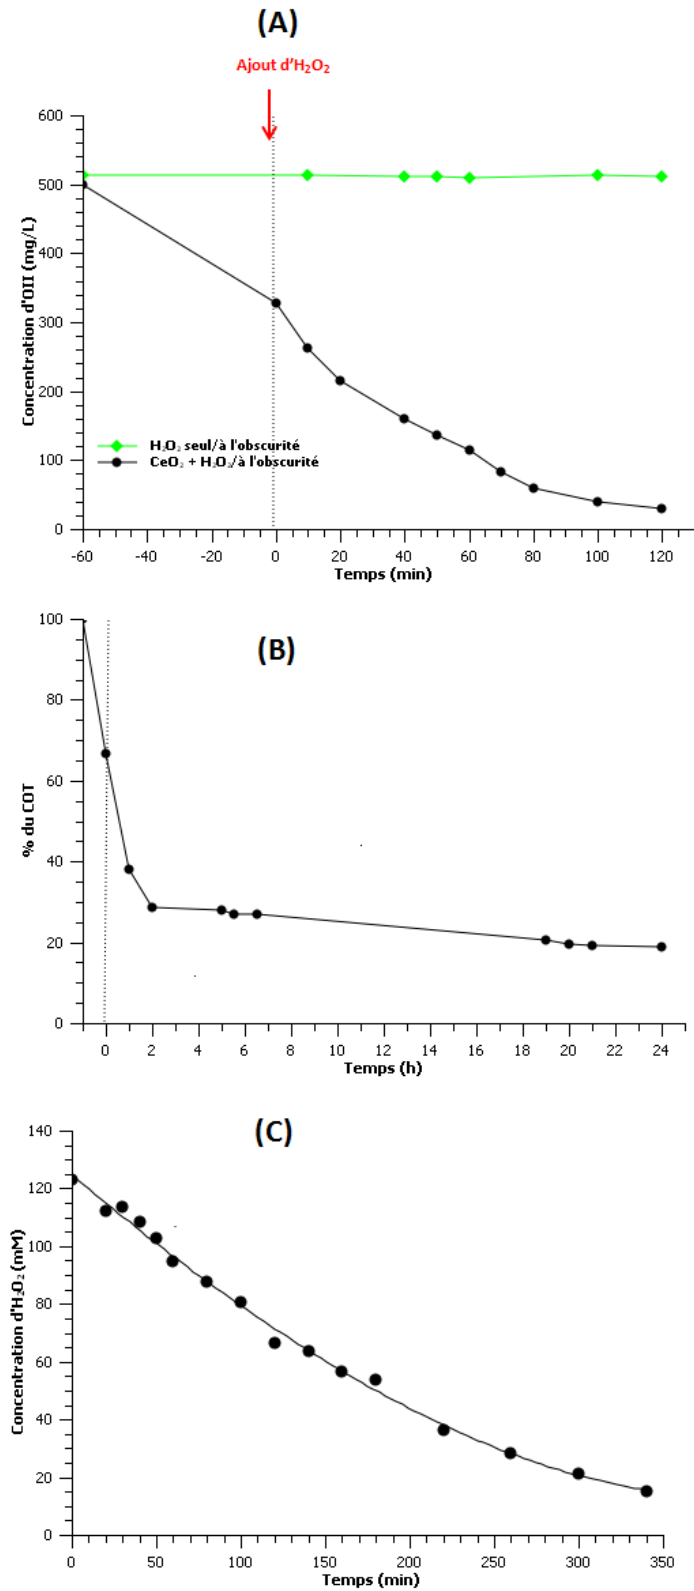 (A)
Ajout d'H₂O₂
Concentration d'OII (mg/L)
600
500
400
300
200
100
0
H₂O₂ seul/à l'obscurité
CeO₂ + H₂O₂/à l'obscurité
-60 -40 -20 0 20 40 60 80 100 120
Temps (min)
(B)
% du COT
100
80
60
40
20
0
0 2 4 6 8 10 12 14 16 18 20 22 24
Temps (h)
(C)
Concentration d'H₂O₂ (mM)
140
120
100
80
60
40
20
0
0 50 100 150 200 250 300 350
Temps (min)